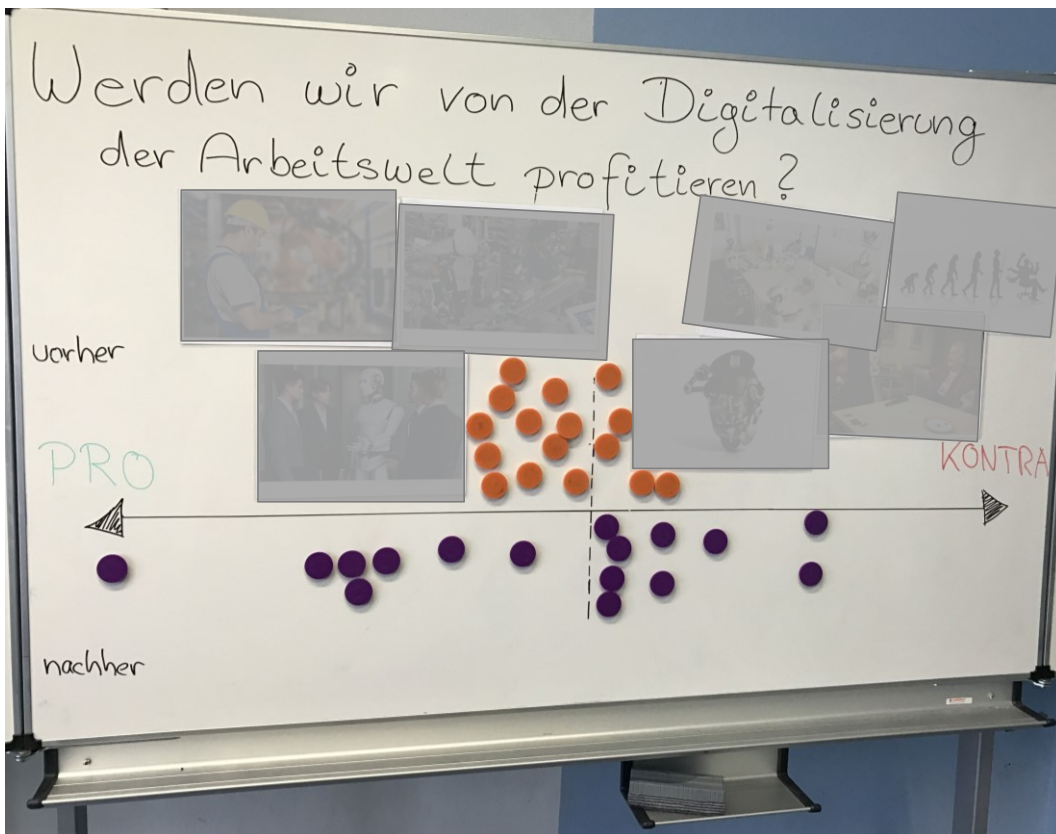 Werden wir von der Digitalisierung
der Arbeitswelt profitieren?
vorher
PRO
KONTRA
nachher